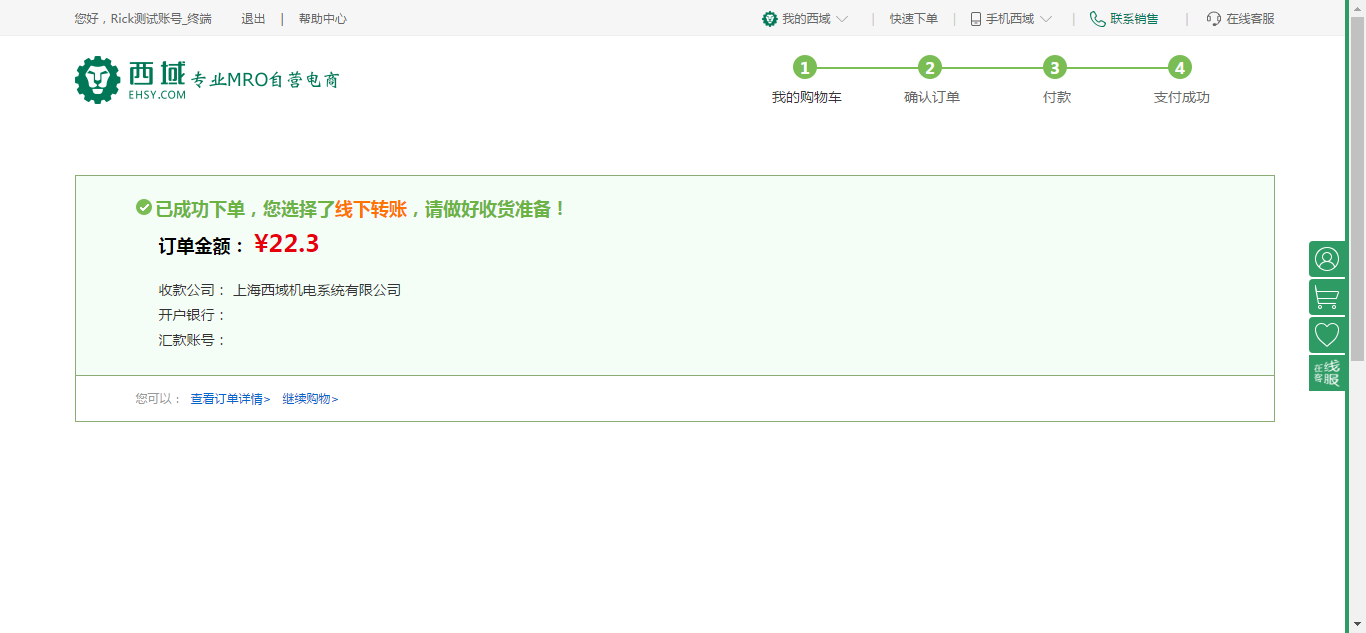 您好，Rick测试账号_终端 退出 | 帮助中心 我的西域 | 快速下单 | 手机西域 | 联系销售 | 在线客服
西域 专业MRO自营电商
EHSY.COM
1 2 3 4
我的购物车 确认订单 付款 支付成功
已成功下单，您选择了线下转账，请做好收货准备！
订单金额： ¥22.3
收款公司： 上海西域机电系统有限公司
开户银行：
汇款账号：
您可以： 查看订单详情> 继续购物>
在线
客服